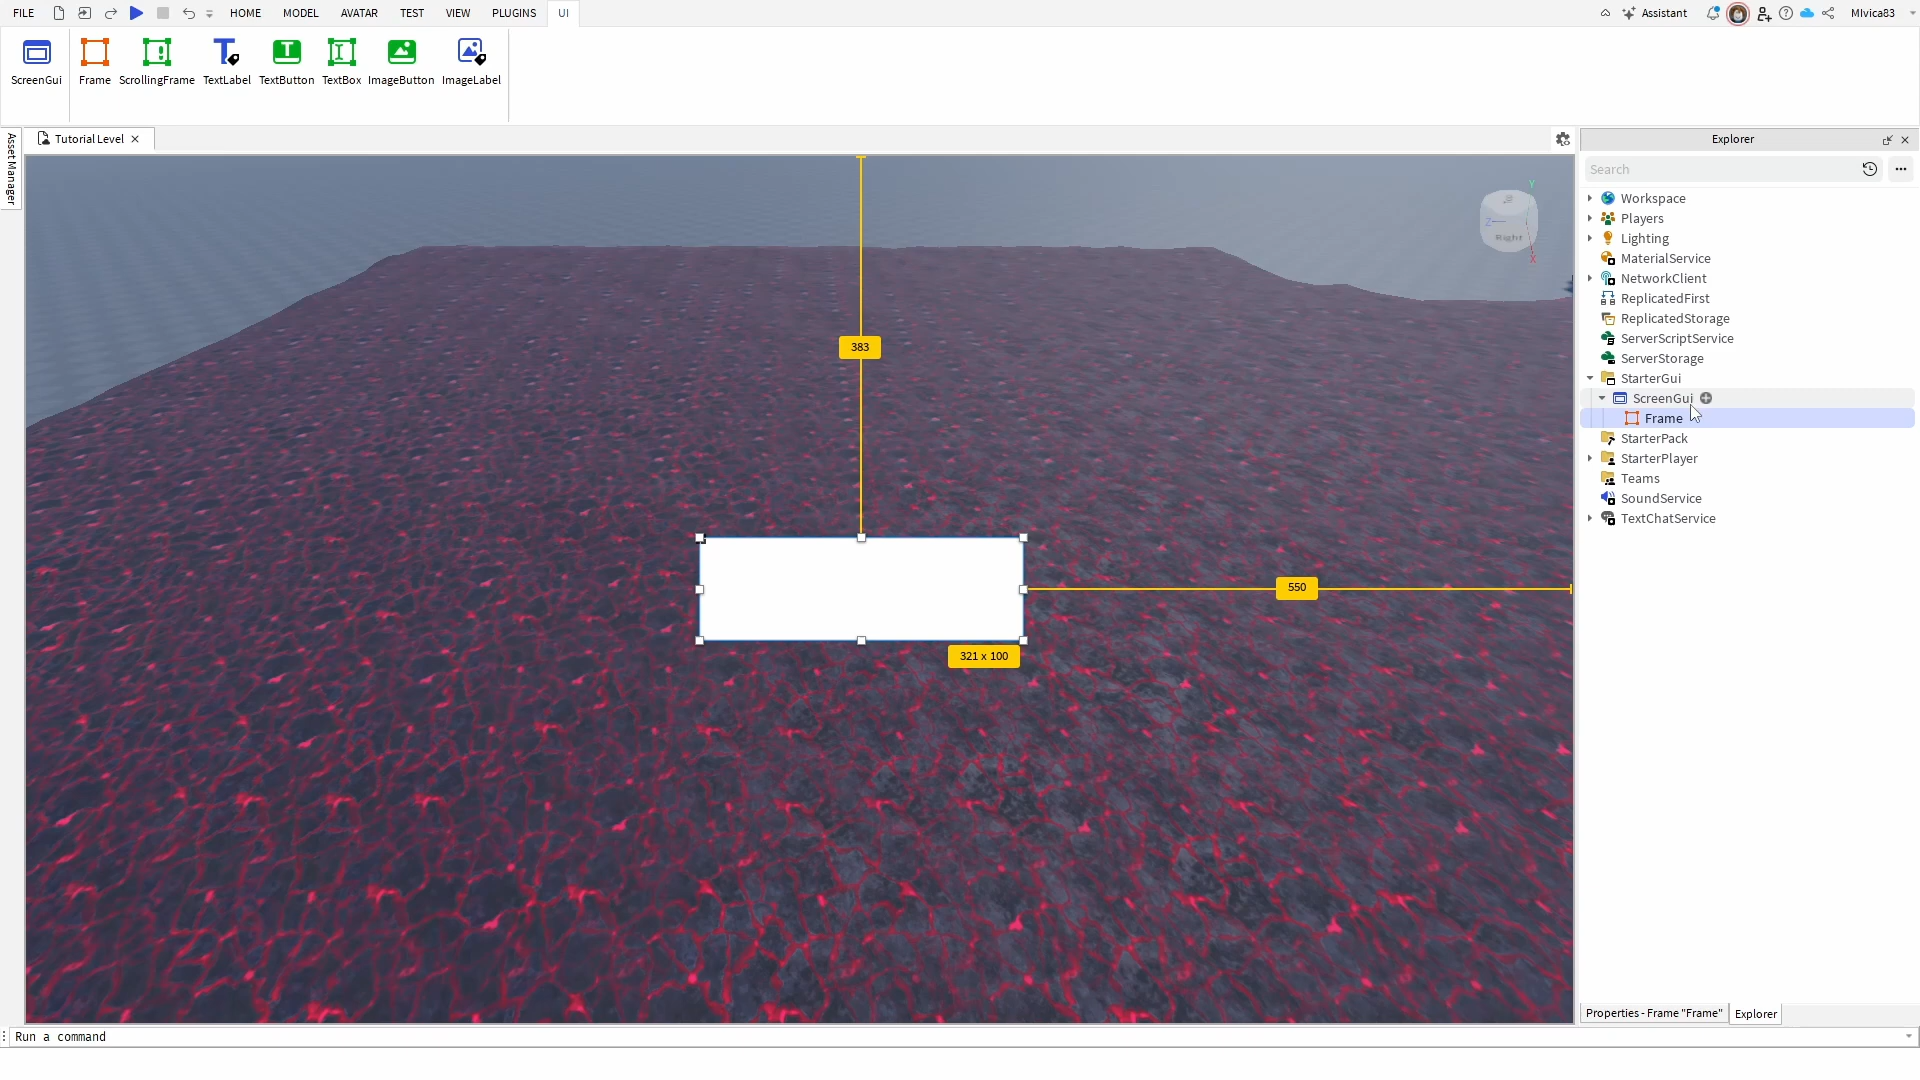 FILE
HOME
MODEL
AVATAR
TEST
VIEW
PLUGINS
UI
Assistant
MIvica83
ScreenGui
Frame
ScrollingFrame
TextLabel
TextButton
TextBox
ImageButton
ImageLabel
Asset Manager
Tutorial Level
Explorer
Search
Workspace
Players
Lighting
MaterialService
NetworkClient
ReplicatedFirst
ReplicatedStorage
ServerScriptService
ServerStorage
StarterGui
ScreenGui
Frame
StarterPack
StarterPlayer
Teams
SoundService
TextChatService
Y
Z
Right
X
383
550
321 x 100
Properties - Frame "Frame"
Explorer
Run a command